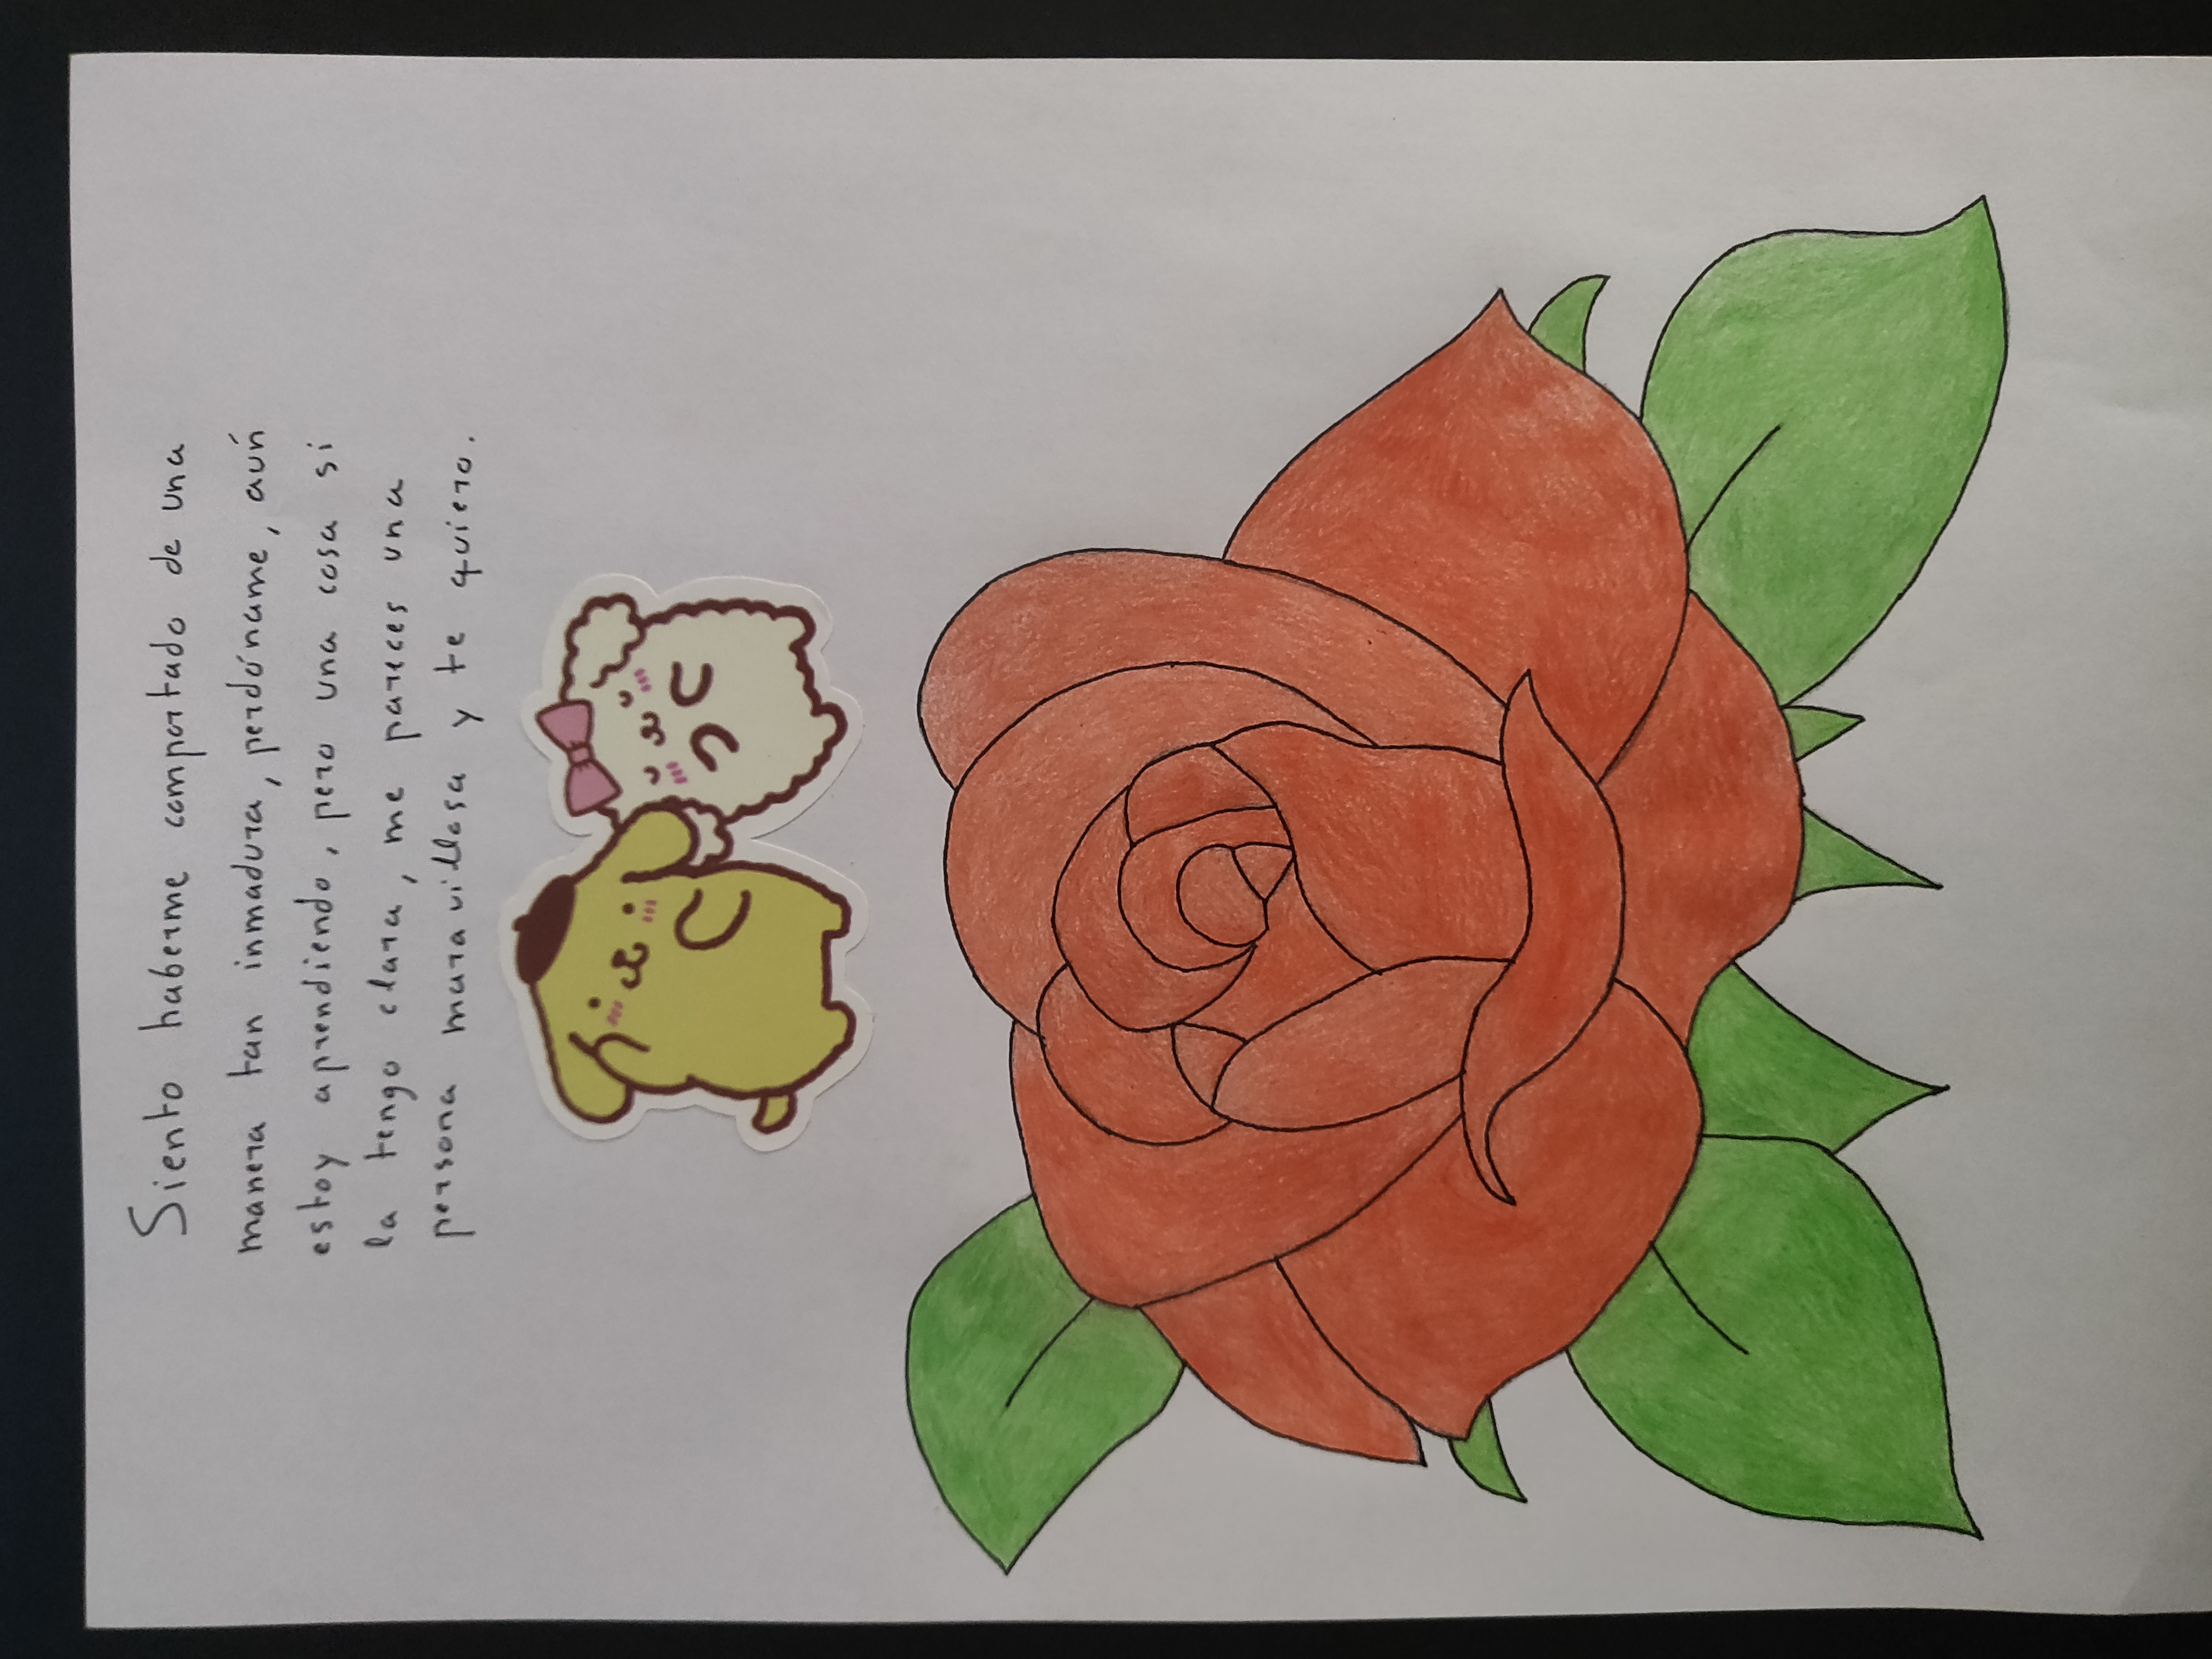 Siento haberme comportado de una
manera tan inmadura, perdóname, aún
estoy aprendiendo, pero una cosa si
la tengo clara, me pareces una
persona maravillosa y te quiero.